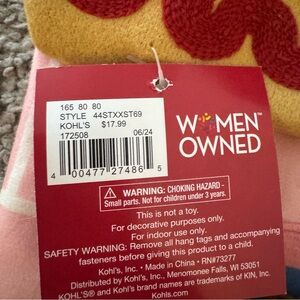 165 80 80
STYLE 44STXXST69
KOHL'S $17.99
172508 06/24
4 00477 27486 5
WOMEN
OWNED
WARNING: CHOKING HAZARD -
Small parts. Not for children under 3 years.
This is not a toy.
For decorative purposes only.
For indoor use only.
SAFETY WARNING: Remove all hang tags and accompanying
fasteners before giving this product to a child.
Kohl's, Inc. • Made in China • RN#73277
Kohl's, Inc., Menomonee Falls, WI 53051
KOHL'S® and Kohl's brand names are trademarks of KIN, Inc.
Kohls.com